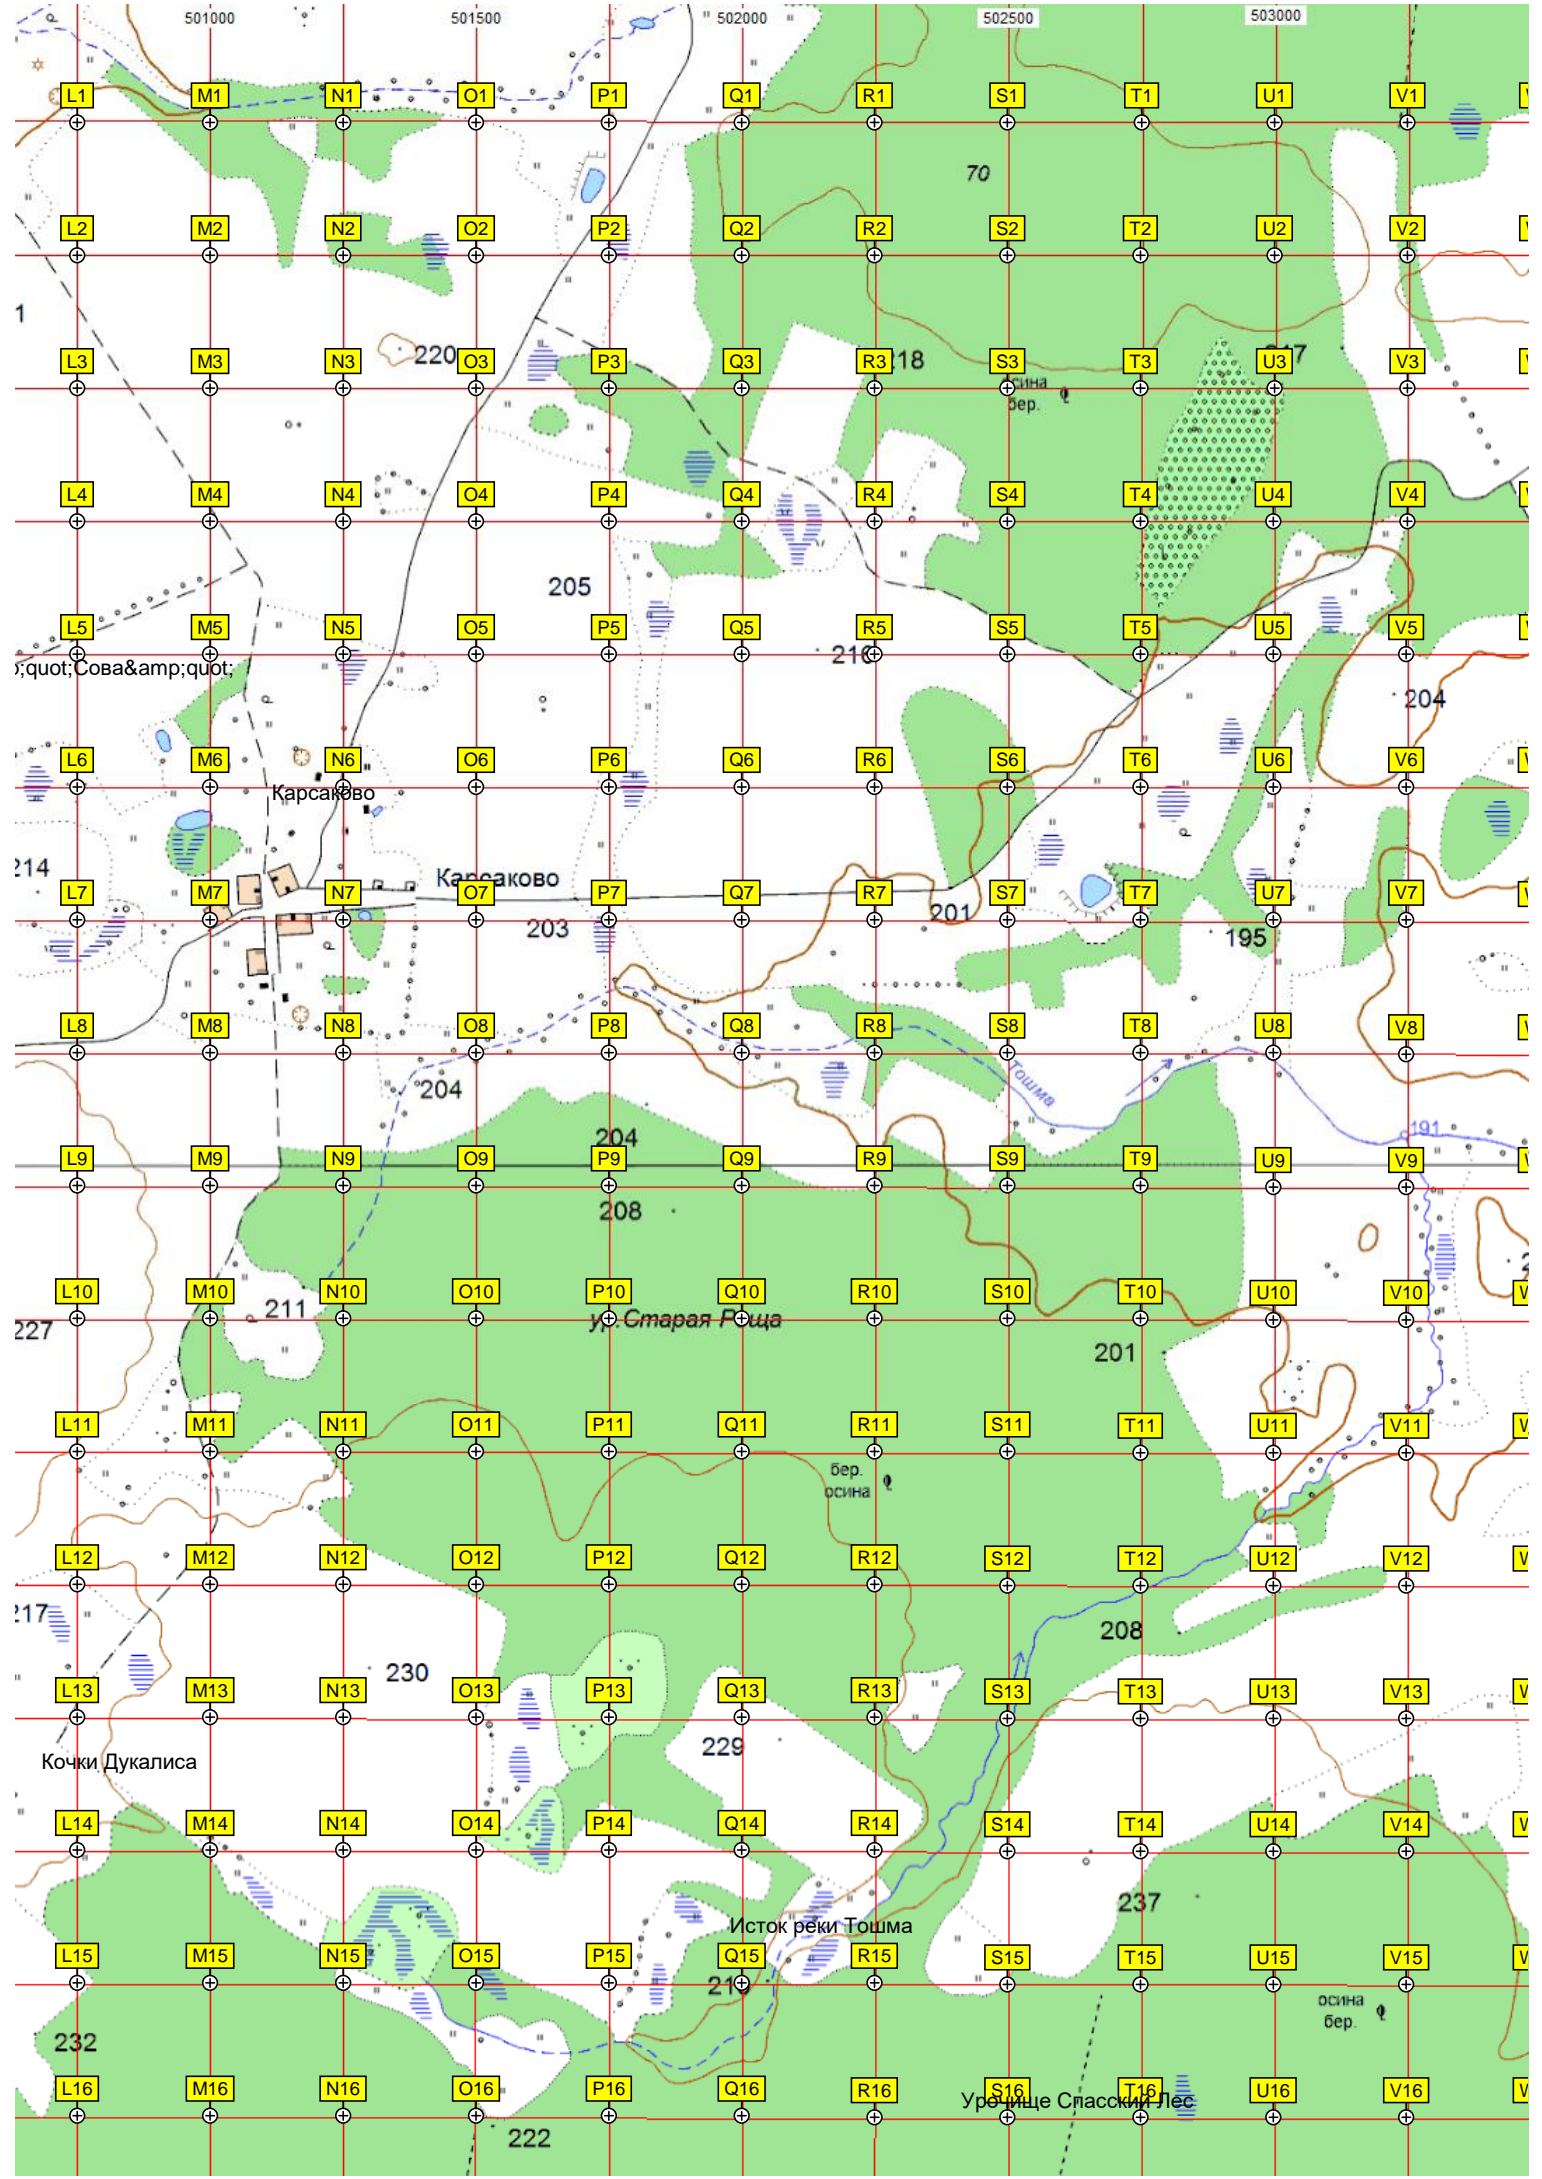 501000 501500 502000 502500 503000
L1 M1 N1 O1 P1 Q1 R1 S1 T1 U1 V1
70
L2 M2 N2 O2 P2 Q2 R2 S2 T2 U2 V2
1
220
L3 M3 N3 O3 P3 Q3 R3 S3 T3 U3 V3
бер.
L4 M4 N4 O4 P4 Q4 R4 S4 T4 U4 V4
205
L5 M5 N5 O5 P5 Q5 R5 S5 T5 U5 V5
;quot;Сова&amp;quot;
204
L6 M6 N6 O6 P6 Q6 R6 S6 T6 U6 V6
Карсаково
214
Карсаково
L7 M7 N7 O7 P7 Q7 R7 S7 T7 U7 V7
201
203
195
L8 M8 N8 O8 P8 Q8 R8 S8 T8 U8 V8
204
Тошма
191
204
L9 M9 N9 O9 P9 Q9 R9 S9 T9 U9 V9
208
L10 M10 N10 O10 P10 Q10 R10 S10 T10 U10 V10
211
ур. Старая Роща
227
201
L11 M11 N11 O11 P11 Q11 R11 S11 T11 U11 V11
бер.
осина
L12 M12 N12 O12 P12 Q12 R12 S12 T12 U12 V12
217
208
230
L13 M13 N13 O13 P13 Q13 R13 S13 T13 U13 V13
229
Кочки Дукалиса
L14 M14 N14 O14 P14 Q14 R14 S14 T14 U14 V14
237
Исток реки Тошма
L15 M15 N15 O15 P15 Q15 R15 S15 T15 U15 V15
осина
бер.
232
L16 M16 N16 O16 P16 Q16 R16 S16 T16 U16 V16
Урочище Спасский Лес
222